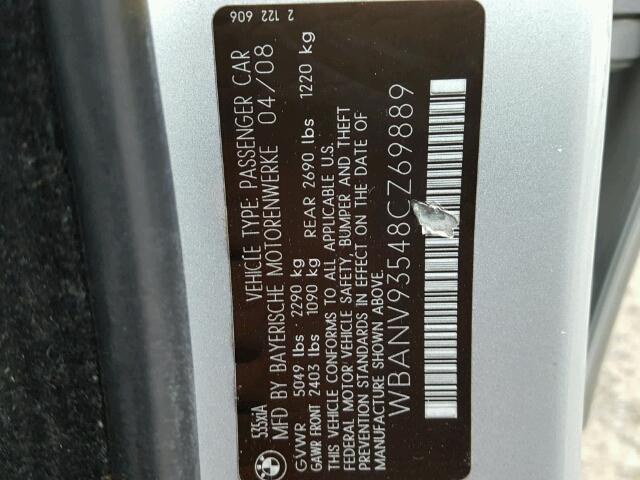 535xiA VEHICLE TYPE: PASSENGER CAR 2 122 606
MFD BY BAYERISCHE MOTORENWERKE 04/08
GVWR 5049 lbs 2290 kg
GAWR FRONT 2403 lbs 1090 kg REAR 2690 lbs 1220 kg
THIS VEHICLE CONFORMS TO ALL APPLICABLE U.S.
FEDERAL MOTOR VEHICLE SAFETY, BUMPER AND THEFT
PREVENTION STANDARDS IN EFFECT ON THE DATE OF
MANUFACTURE SHOWN ABOVE.
WBANV93548CZ69889